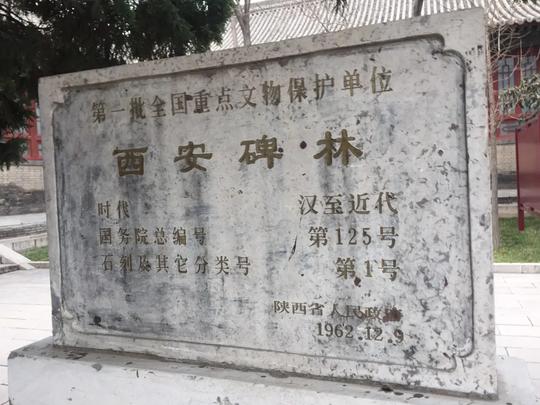 第一批全国重点文物保护单位
西安碑林
时代 汉至近代
国务院总编号 第125号
石刻及其它分类号 第1号
陕西省人民政
1962.12.9